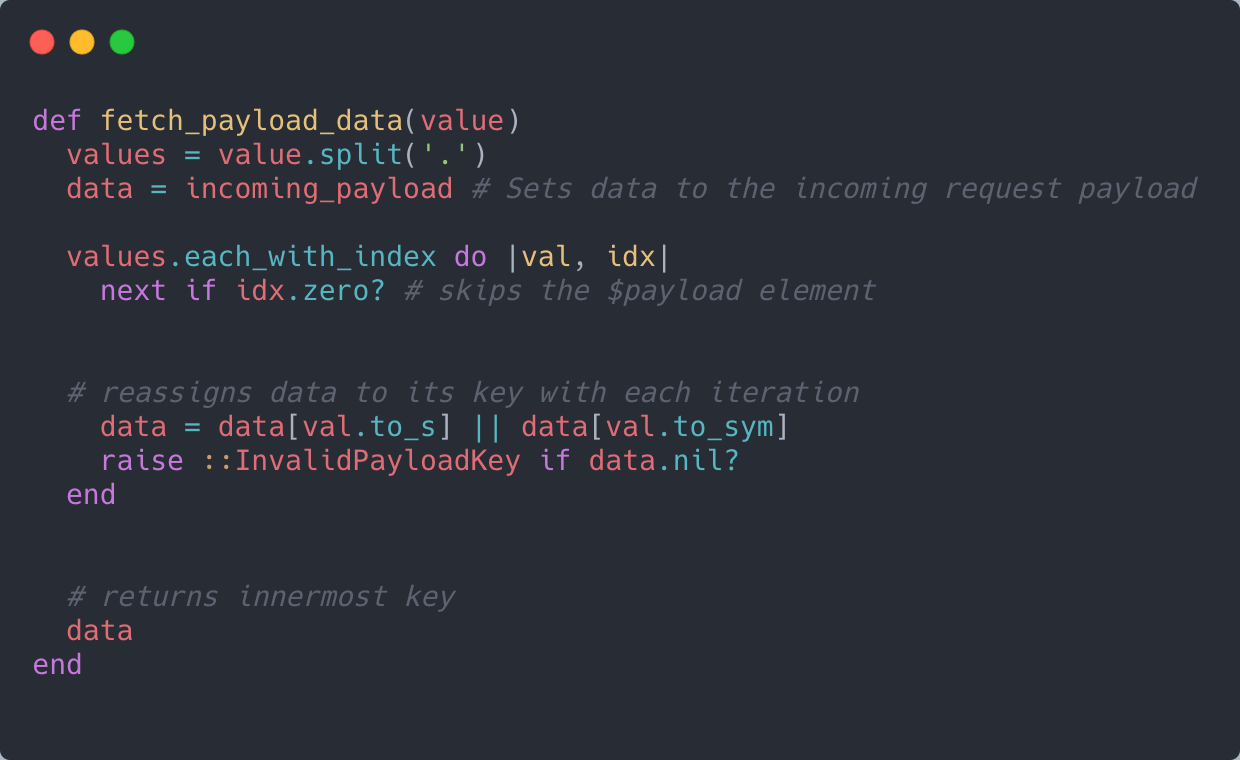 def fetch_payload_data(value)
  values = value.split('.')
  data = incoming_payload # Sets data to the incoming request payload

  values.each_with_index do |val, idx|
    next if idx.zero? # skips the $payload element


  # reassigns data to its key with each iteration
    data = data[val.to_s] || data[val.to_sym]
    raise ::InvalidPayloadKey if data.nil?
  end


  # returns innermost key
  data
end